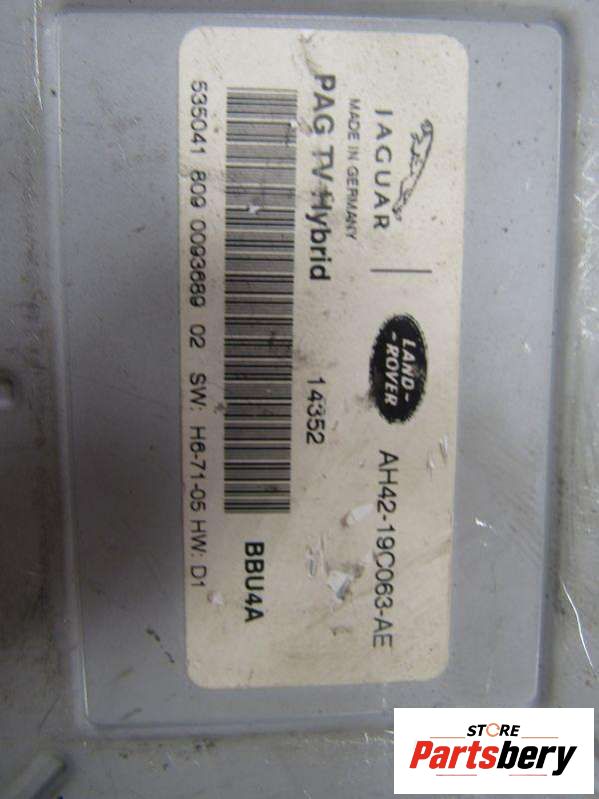 JAGUAR
MADE IN GERMANY
LAND-
-ROVER
AH42-19C063-AE
PAG TV Hybrid 14352
BBU4A
535041 809 0093689 02 SW: H6-71-05 HW: D1
STORE
Partsbery